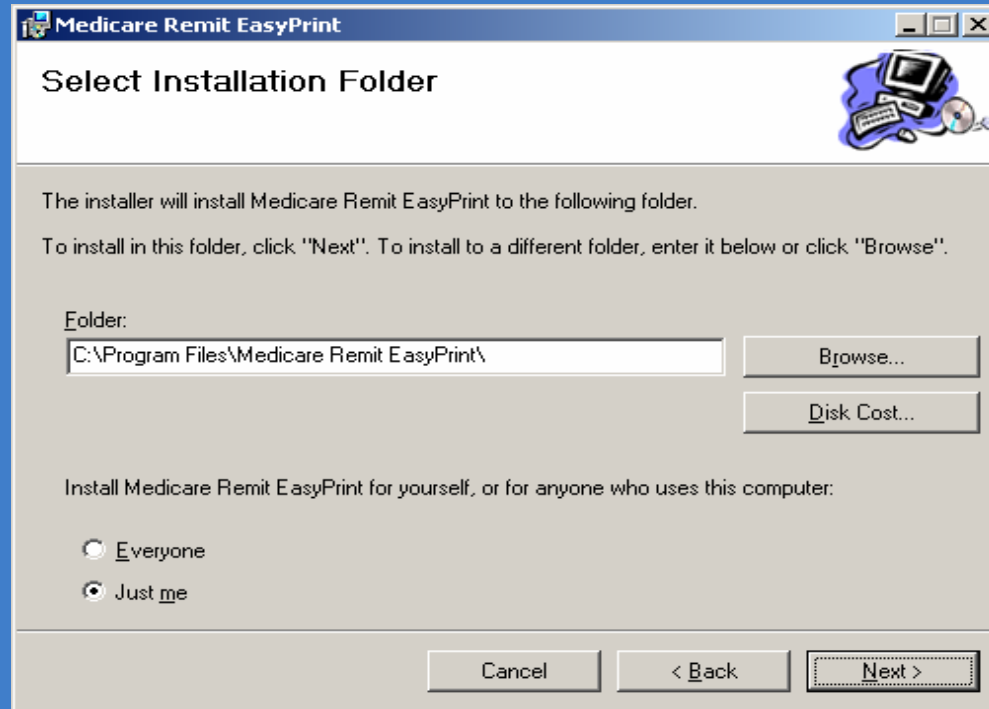 Medicare Remit EasyPrint
Select Installation Folder
The installer will install Medicare Remit EasyPrint to the following folder.
To install in this folder, click "Next". To install to a different folder, enter it below or click "Browse".
Folder:
C:\Program Files\Medicare Remit EasyPrint\
Browse...
Disk Cost...
Install Medicare Remit EasyPrint for yourself, or for anyone who uses this computer:
Everyone
Just me
Cancel < Back Next >